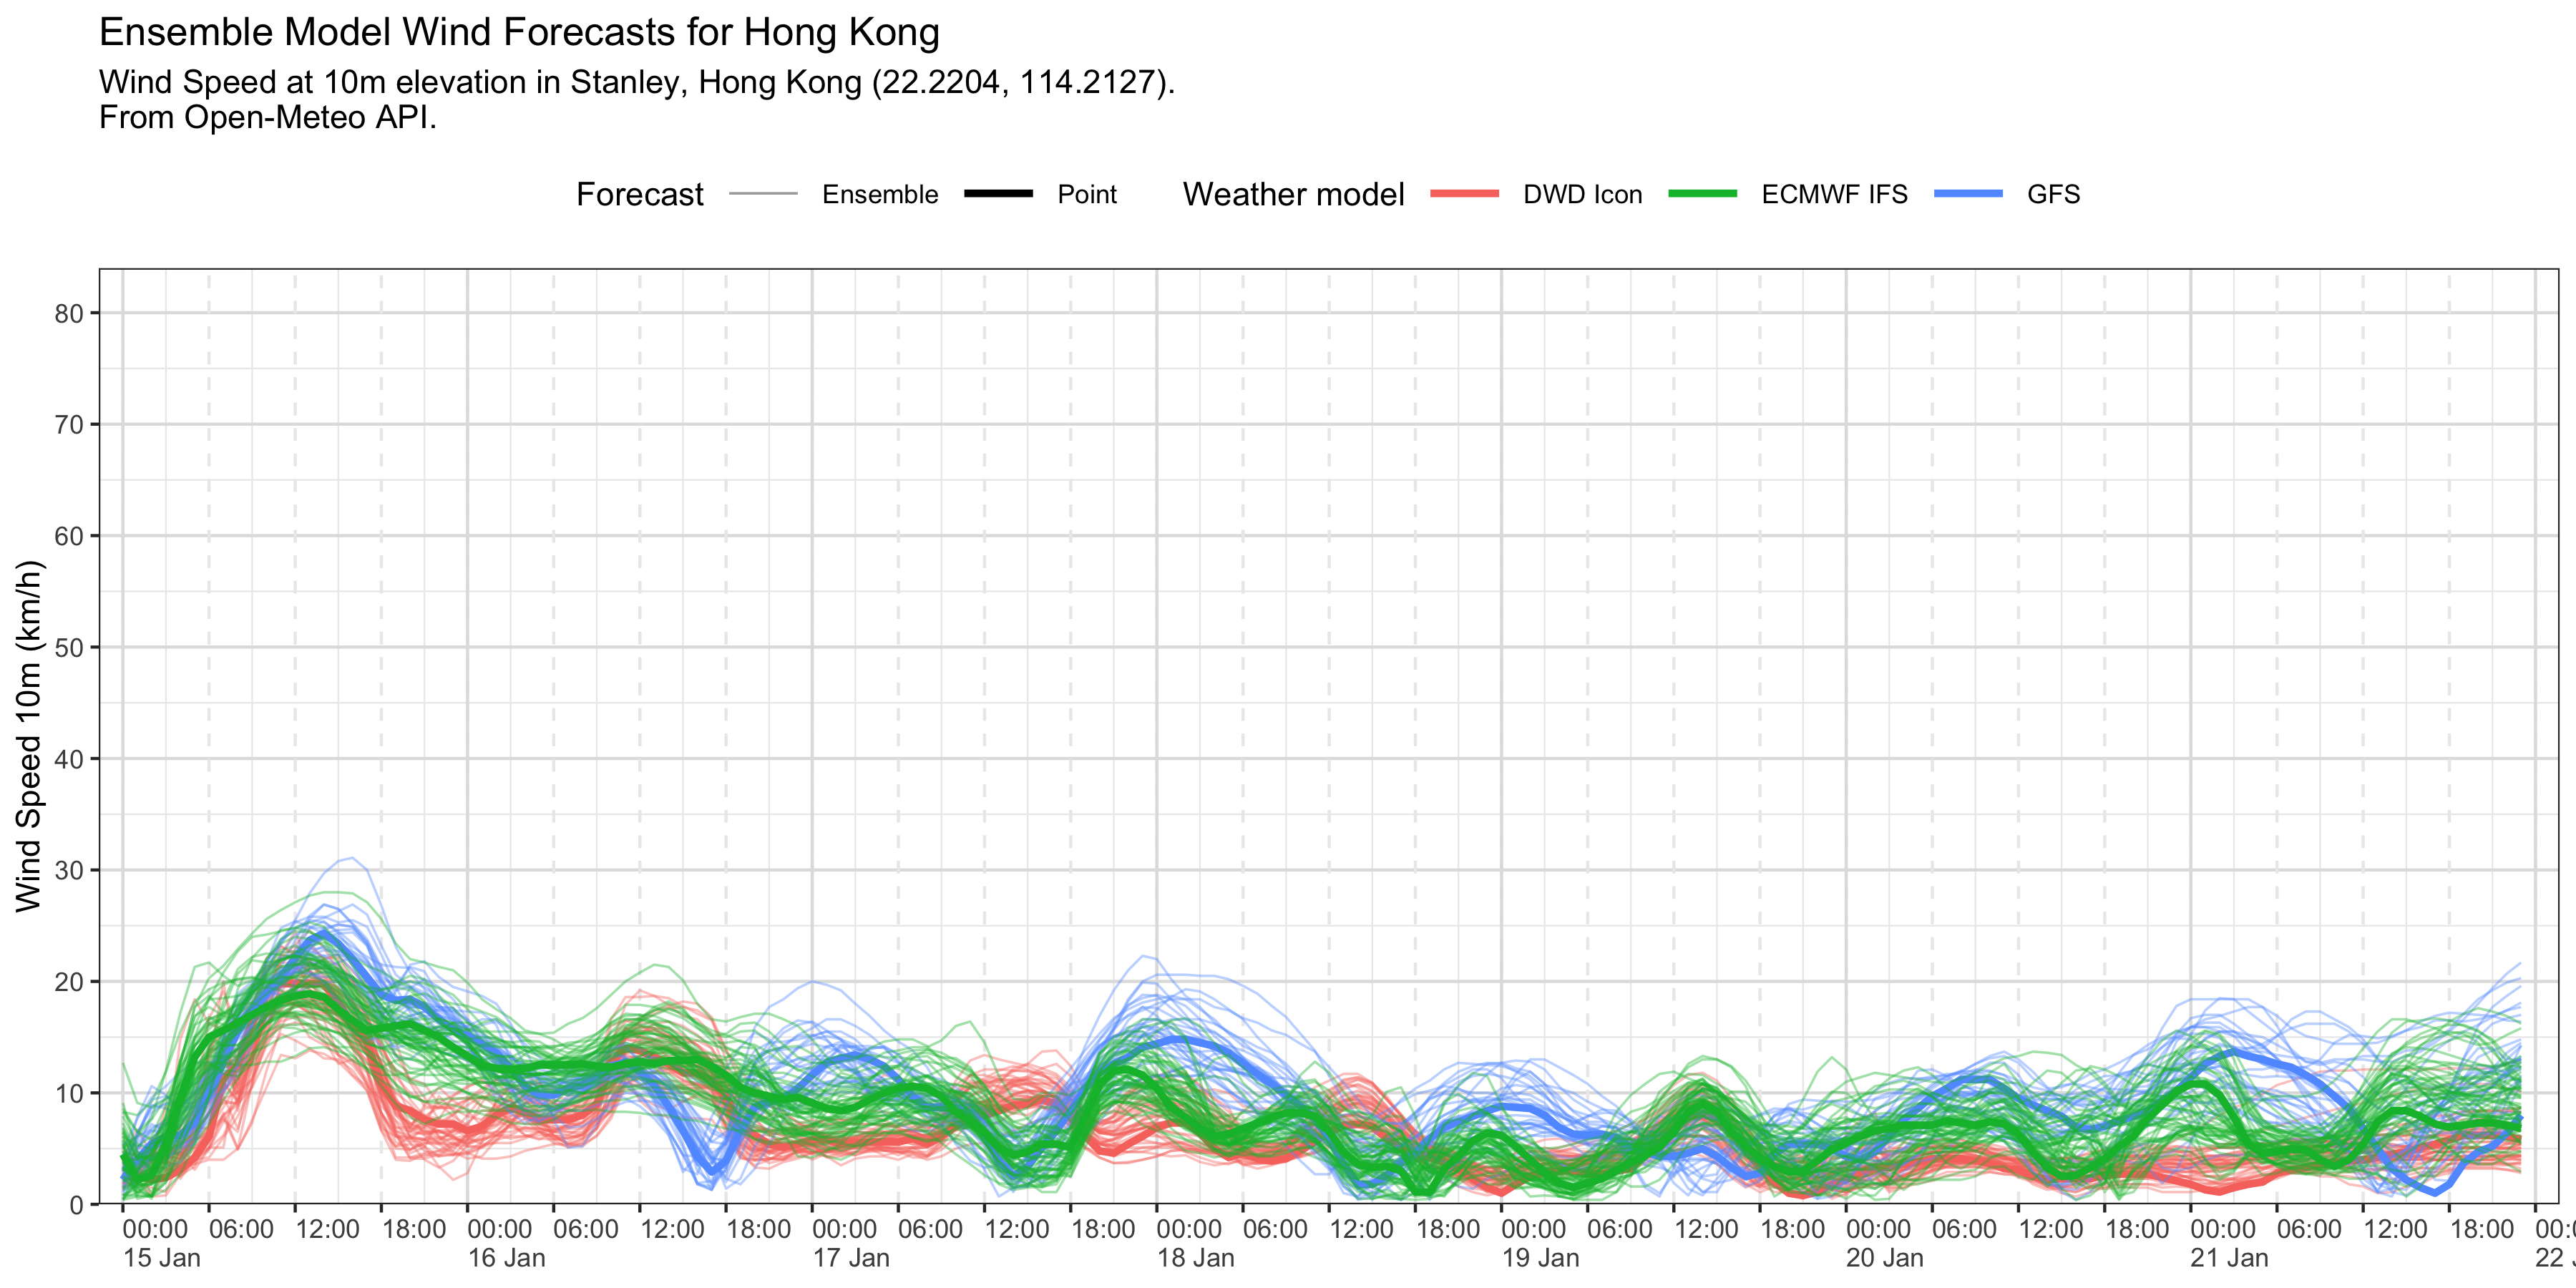 Ensemble Model Wind Forecasts for Hong Kong
Wind Speed at 10m elevation in Stanley, Hong Kong (22.2204, 114.2127).
From Open-Meteo API.
Forecast Ensemble Point Weather model DWD Icon ECMWF IFS GFS
Wind Speed 10m (km/h)
80
70
60
50
40
30
20
10
0
00:00 06:00 12:00 18:00 00:00 06:00 12:00 18:00 00:00 06:00 12:00 18:00 00:00 06:00 12:00 18:00 00:00 06:00 12:00 18:00 00:00 06:00 12:00 18:00 00:00 06:00 12:00 18:00 00:0
15 Jan 16 Jan 17 Jan 18 Jan 19 Jan 20 Jan 21 Jan 22